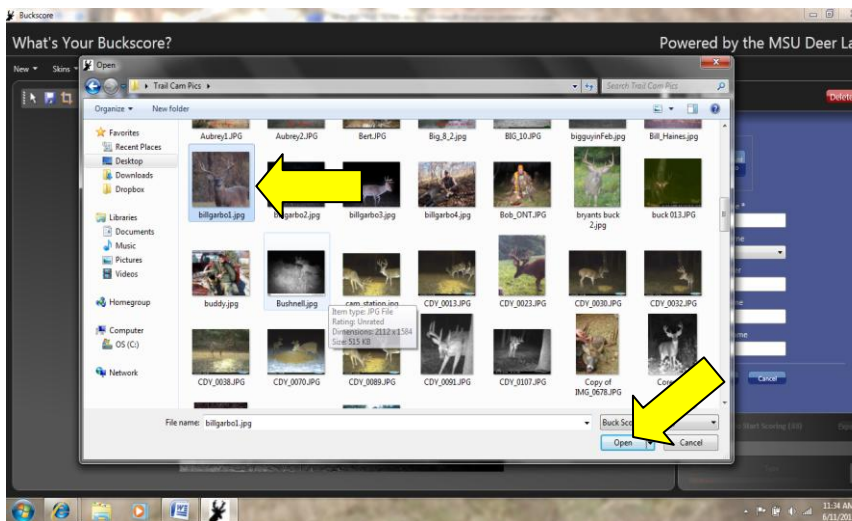 Buckscore
What's Your Buckscore?
Powered by the MSU Deer La
New Skins
Open
Trail Cam Pics
Search Trail Cam Pics
Delete
Organize New folder
Favorites
Recent Places
Desktop
Downloads
Dropbox
Libraries
Documents
Music
Pictures
Videos
Homegroup
Computer
OS (C:)
Network
Aubrey1.JPG Aubrey2.JPG Bert.JPG Big_8_2.jpg BIG_10.JPG bigguyinFeb.jpg Bill_Haines.jpg
billgarbo1.jpg billgarbo2.jpg billgarbo3.jpg billgarbo4.jpg Bob_ONT.JPG bryants buck 2.jpg buck 013.JPG
buddy.jpg Bushnell.jpg cam_station.jpg CDY_0013.JPG CDY_0023.JPG CDY_0030.JPG CDY_0032.JPG
Item type: JPG File
Rating: Unrated
Dimensions: 2112 x 1584
Size: 515 KB
CDY_0038.JPG CDY_0070.JPG CDY_0089.JPG CDY_0091.JPG CDY_0107.JPG Copy of IMG_0678.JPG
Cancel
File name: billgarbo1.jpg
Buck Sco
Open Cancel
11:34 AM
6/11/201